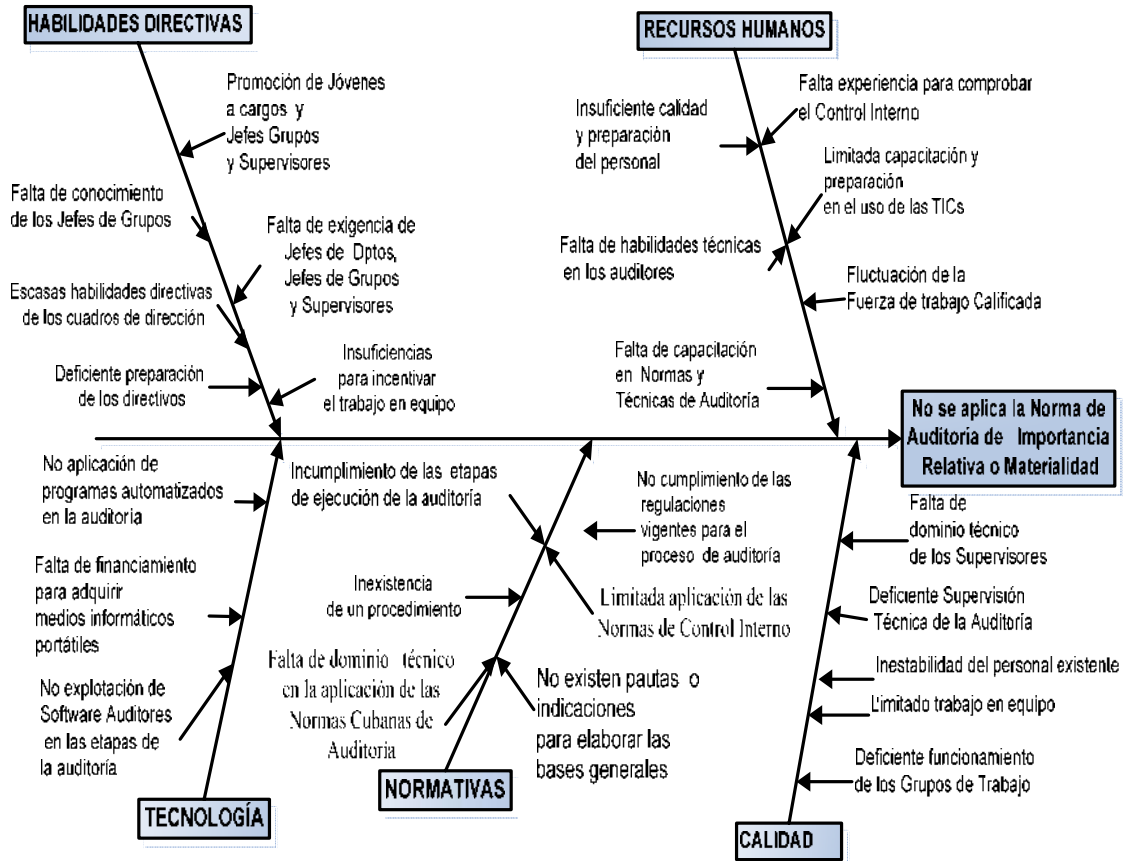 HABILIDADES DIRECTIVAS
RECURSOS HUMANOS
Promoción de Jóvenes
a cargos y
Jefes Grupos
y Supervisores
Falta de conocimiento
de los Jefes de Grupos
Falta de exigencia de
Jefes de Dptos,
Jefes de Grupos
y Supervisores
Escasas habilidades directivas
de los cuadros de dirección
Deficiente preparación
de los directivos
Insuficiencias
para incentivar
el trabajo en equipo
Insuficiente calidad
y preparación
del personal
Falta experiencia para comprobar
el Control Interno
Limitada capacitación y
preparación
en el uso de las TICs
Falta de habilidades técnicas
en los auditores
Fluctuación de la
Fuerza de trabajo Calificada
Falta de capacitación
en Normas y
Técnicas de Auditoría
No se aplica la Norma de
Auditoría de Importancia
Relativa o Materialidad
No aplicación de
programas automatizados
en la auditoría
Falta de financiamiento
para adquirir
medios informáticos
portátiles
No explotación de
Software Auditores
en las etapas de
la auditoría
TECNOLOGÍA
Incumplimiento de las etapas
de ejecución de la auditoría
No cumplimiento de las
regulaciones
vigentes para el
proceso de auditoría
Inexistencia
de un procedimiento
Limitada aplicación de las
Normas de Control Interno
Falta de dominio técnico
en la aplicación de las
Normas Cubanas de
Auditoría
No existen pautas o
indicaciones
para elaborar las
bases generales
NORMATIVAS
Falta de
dominio técnico
de los Supervisores
Deficiente Supervisión
Técnica de la Auditoría
Inestabilidad del personal existente
L'imitado trabajo en equipo
Deficiente funcionamiento
de los Grupos de Trabajo
CALIDAD